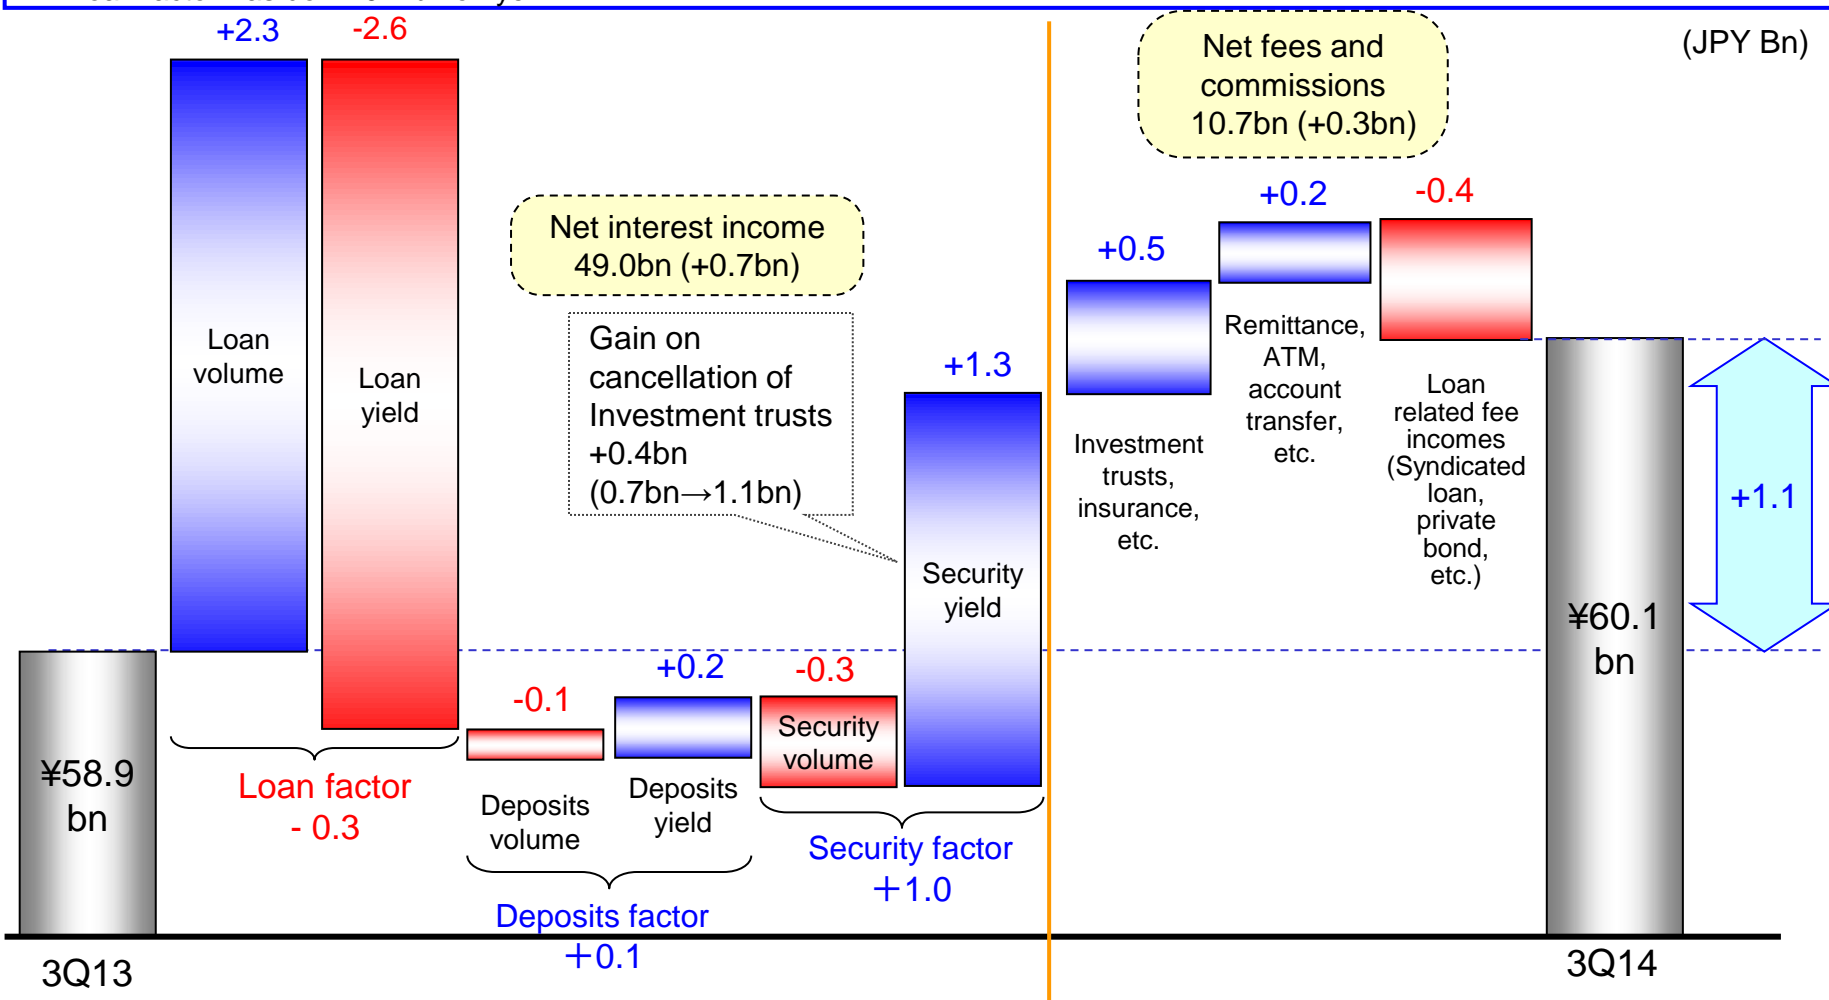 +2.3
-2.6
(JPY Bn)
Net fees and
commissions
10.7bn (+0.3bn)
Net interest income
49.0bn (+0.7bn)
+0.5
+0.2
-0.4
Loan
volume
Loan
yield
Gain on
cancellation of
Investment trusts
+0.4bn
(0.7bn→1.1bn)
+1.3
Security
yield
Investment
trusts,
insurance,
etc.
Remittance,
ATM,
account
transfer,
etc.
Loan
related fee
incomes
(Syndicated
loan,
private
bond,
etc.)
+1.1
¥60.1
bn
¥58.9
bn
Loan factor
- 0.3
-0.1
+0.2
-0.3
Security
volume
Deposits
volume
Deposits
yield
Security factor
+1.0
Deposits factor
+0.1
3Q13
3Q14